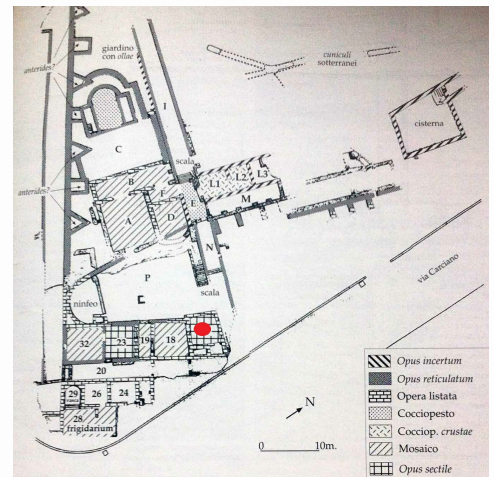 giardino
con ollae
anterides?
cunicoli
sotterranei
I
cisterna
C
scala
B
F
L1
L2
L3
E
M
anterides?
A
D
N
via Carciano
P
ninfeo
scala
32
23
19
18
20
29
26
24
28
frigidarium
N
0
10m.
Opus incertum
Opus reticulatum
Opera listata
Cocciopesto
Cocciop. crustae
Mosaico
Opus sectile